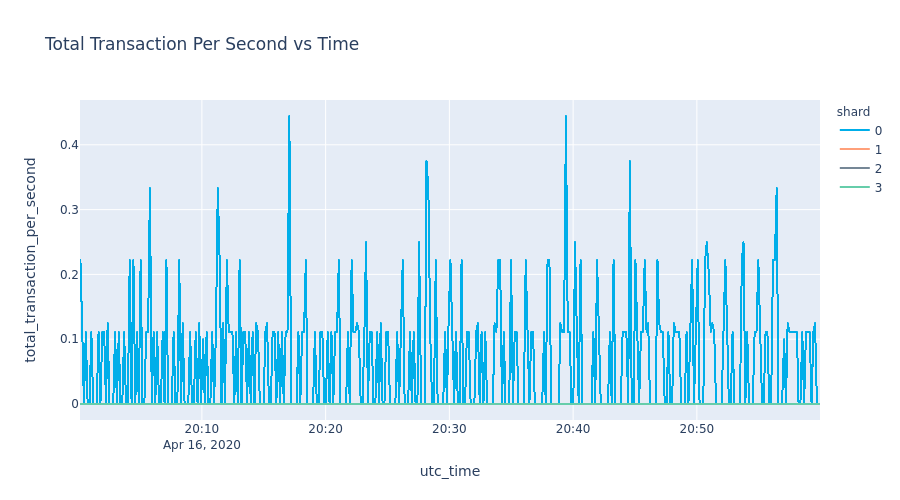 Total Transaction Per Second vs Time
shard
0
1
2
3
total_transaction_per_second
0.4
0.3
0.2
0.1
0
20:10
20:20
20:30
20:40
20:50
Apr 16, 2020
utc_time